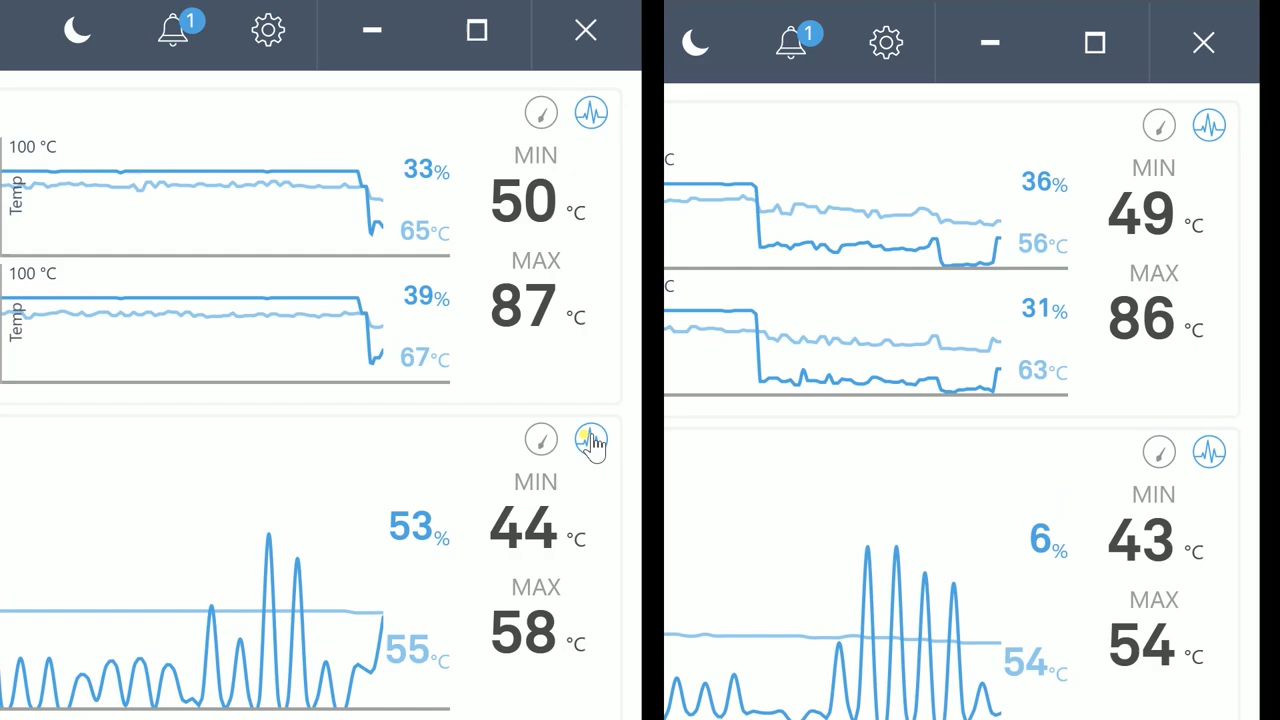 1
100 °C
Temp
33%
65°C
MIN
50 °C
MAX
87 °C
100 °C
Temp
39%
67°C
53%
55°C
MIN
44 °C
MAX
58 °C
1
C
36%
56°C
MIN
49 °C
MAX
86 °C
C
31%
63°C
6%
54°C
MIN
43 °C
MAX
54 °C